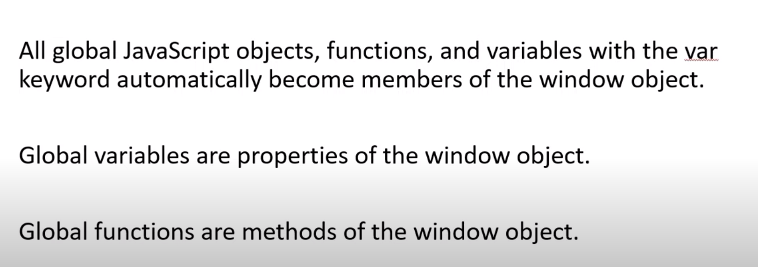 All global JavaScript objects, functions, and variables with the var
keyword automatically become members of the window object.
Global variables are properties of the window object.
Global functions are methods of the window object.